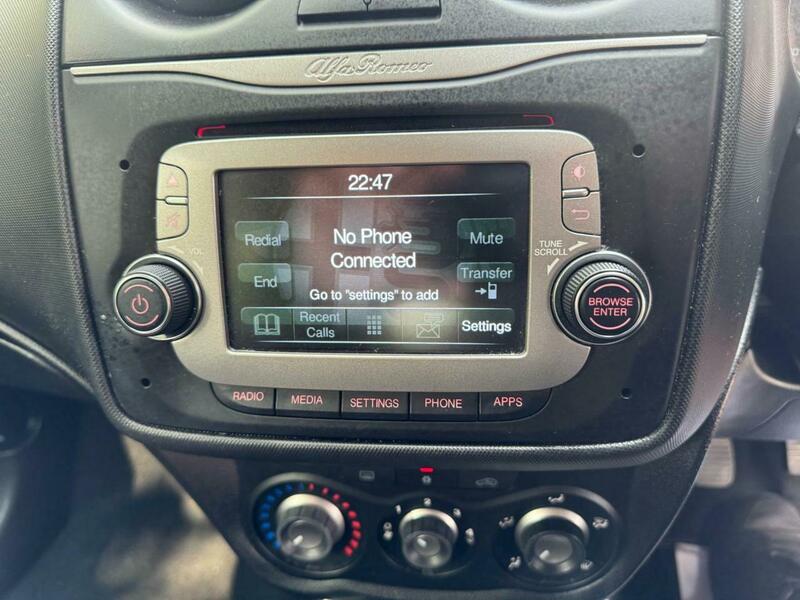 Alfa Romeo
22:47
Redial
No Phone
Connected
Mute
End
Transfer
Go to "settings" to add
Recent
Calls
Settings
VOL
TUNE
SCROLL
BROWSE
ENTER
RADIO
MEDIA
SETTINGS
PHONE
APPS